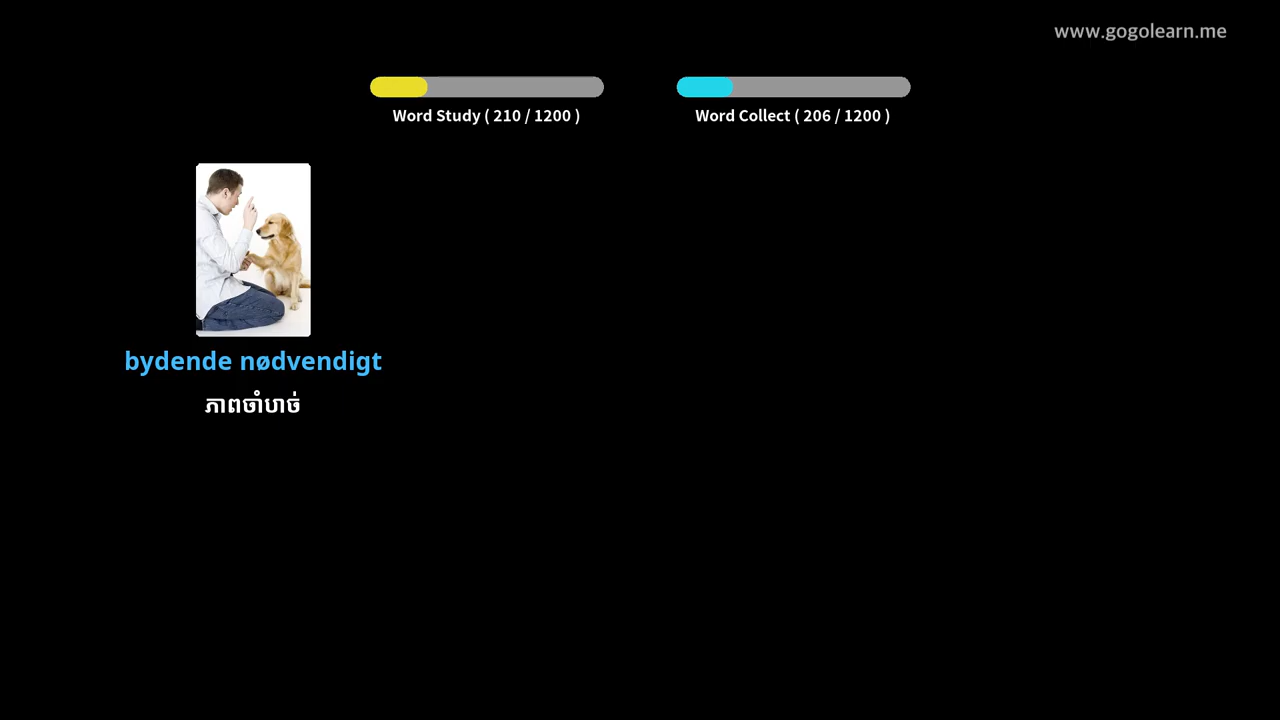 www.gogolearn.me
Word Study ( 210 / 1200 )
Word Collect ( 206 / 1200 )
bydende nødvendigt
ភាពចាំបាច់